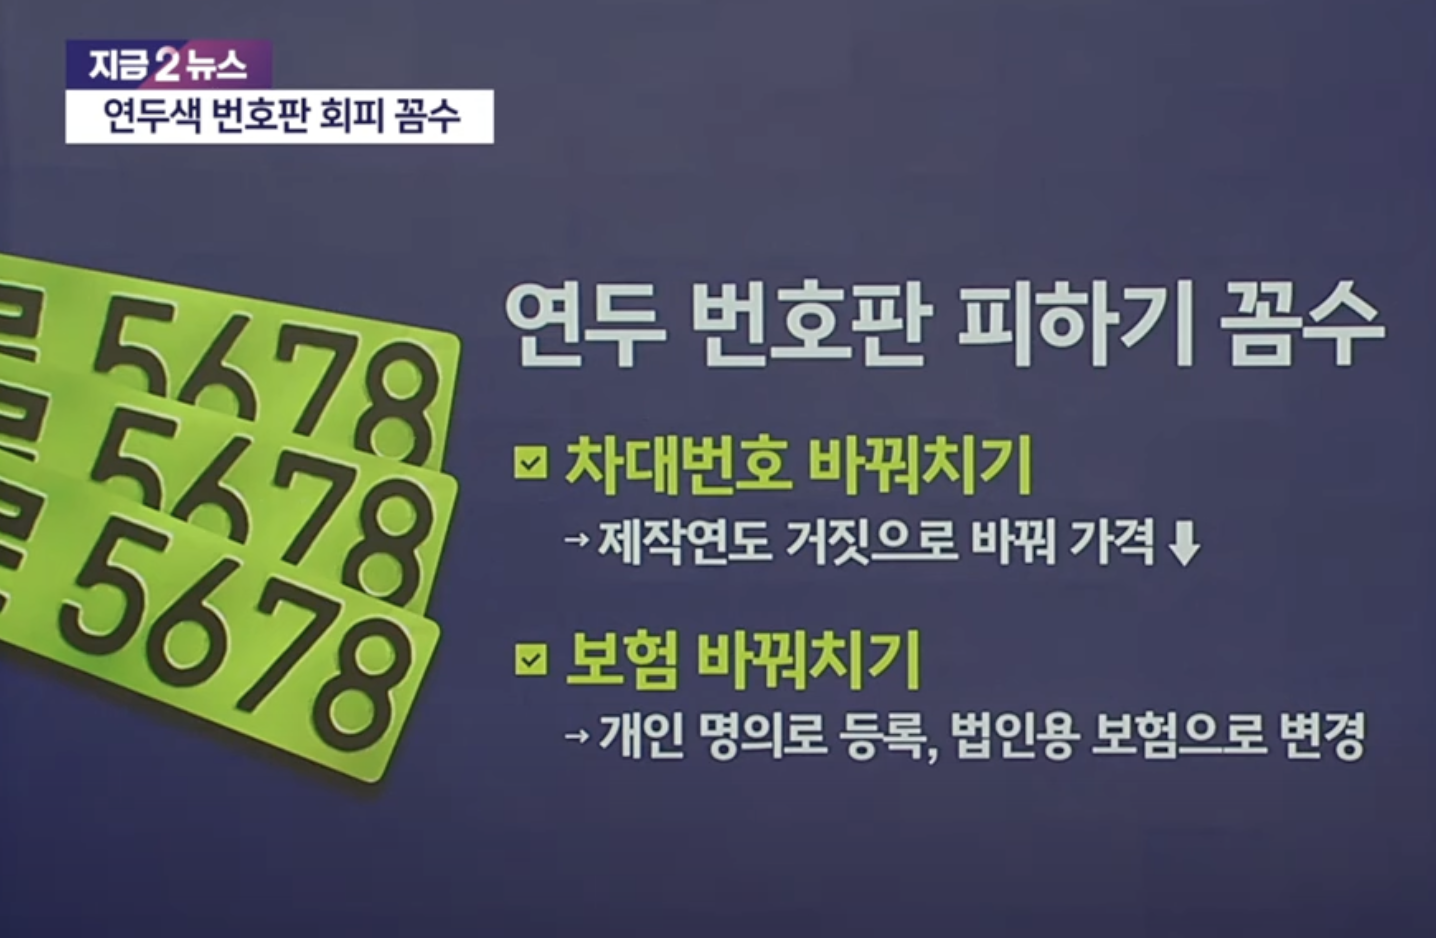 지금2뉴스
연두색 번호판 회피 꼼수
연두 번호판 피하기 꼼수
5678
5678
5678
☑ 차대번호 바꿔치기
→제작연도 거짓으로 바꿔 가격⬇
☑ 보험 바꿔치기
→개인 명의로 등록, 법인용 보험으로 변경